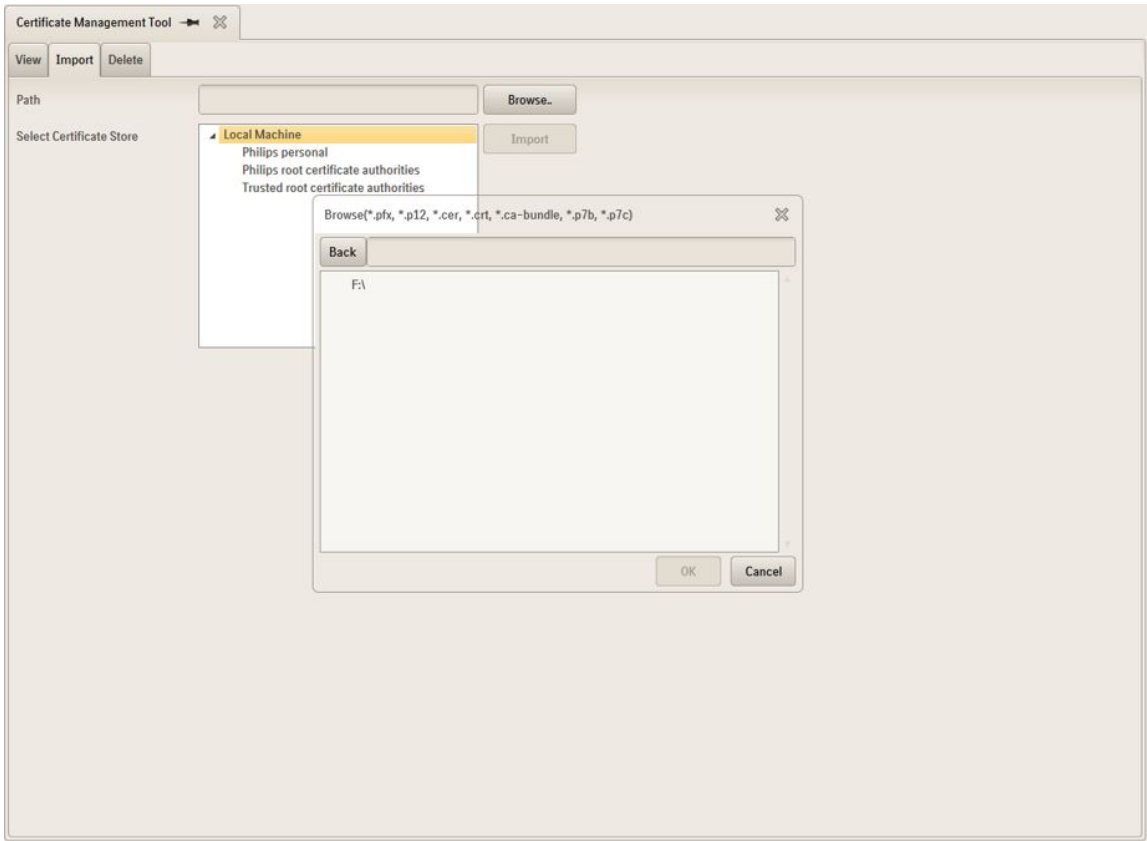 Certificate Management Tool
View Import Delete
Path
Browse..
Select Certificate Store
Local Machine
Import
Philips personal
Philips root certificate authorities
Trusted root certificate authorities
Browse(*.pfx, *.p12, *.cer, *.crt, *.ca-bundle, *.p7b, *.p7c)
Back
F:\
OK
Cancel